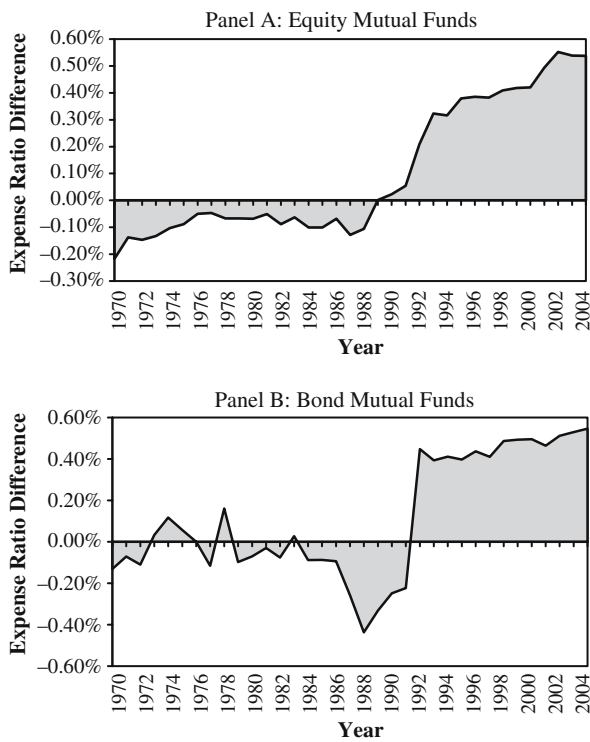 Panel A: Equity Mutual Funds
Expense Ratio Difference
0.60%
0.50%
0.40%
0.30%
0.20%
0.10%
0.00%
–0.10%
–0.20%
–0.30%
1970 1972 1974 1976 1978 1980 1982 1984 1986 1988 1990 1992 1994 1996 1998 2000 2002 2004
Year
Panel B: Bond Mutual Funds
Expense Ratio Difference
0.60%
0.40%
0.20%
0.00%
–0.20%
–0.40%
–0.60%
1970 1972 1974 1976 1978 1980 1982 1984 1986 1988 1990 1992 1994 1996 1998 2000 2002 2004
Year